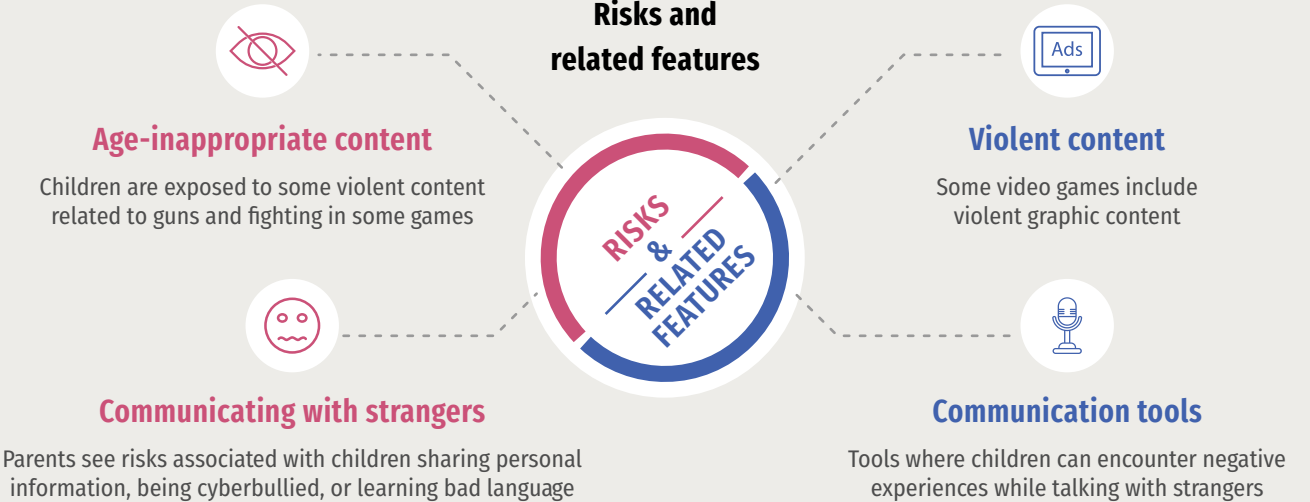 Risks and
related features
Ads
Age-inappropriate content
Children are exposed to some violent content
related to guns and fighting in some games
Violent content
Some video games include
violent graphic content
RISKS
&
RELATED
FEATURES
Communicating with strangers
Parents see risks associated with children sharing personal
information, being cyberbullied, or learning bad language
Communication tools
Tools where children can encounter negative
experiences while talking with strangers